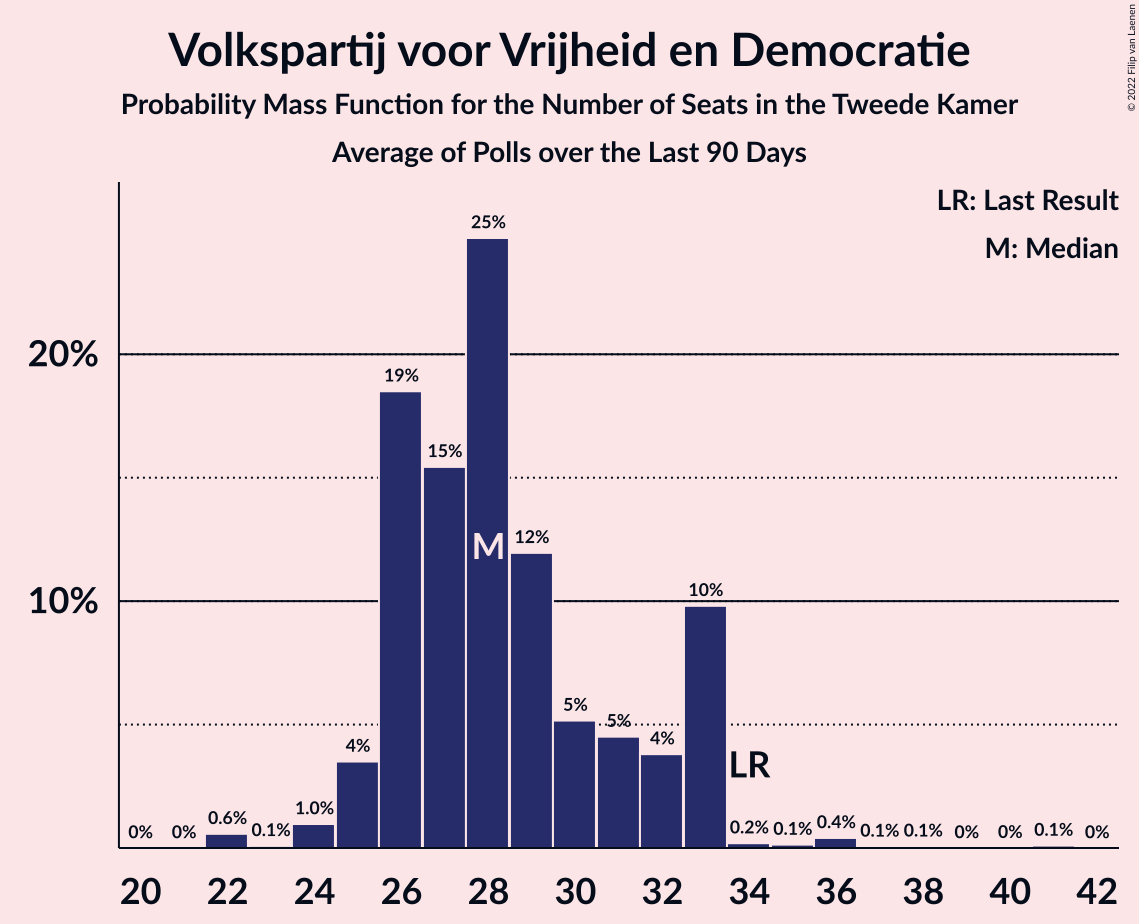 Volkspartij voor Vrijheid en Democratie
Probability Mass Function for the Number of Seats in the Tweede Kamer
Average of Polls over the Last 90 Days
© 2022 Filip van Laenen
LR: Last Result
M: Median
25%
20%
19%
15%
M
12%
10%
10%
5%
5%
4%
4%
LR
1.0%
0.6%
0.4%
0% 0% 0.1% 0.2% 0.1% 0.1% 0.1% 0% 0% 0.1% 0%
20 22 24 26 28 30 32 34 36 38 40 42